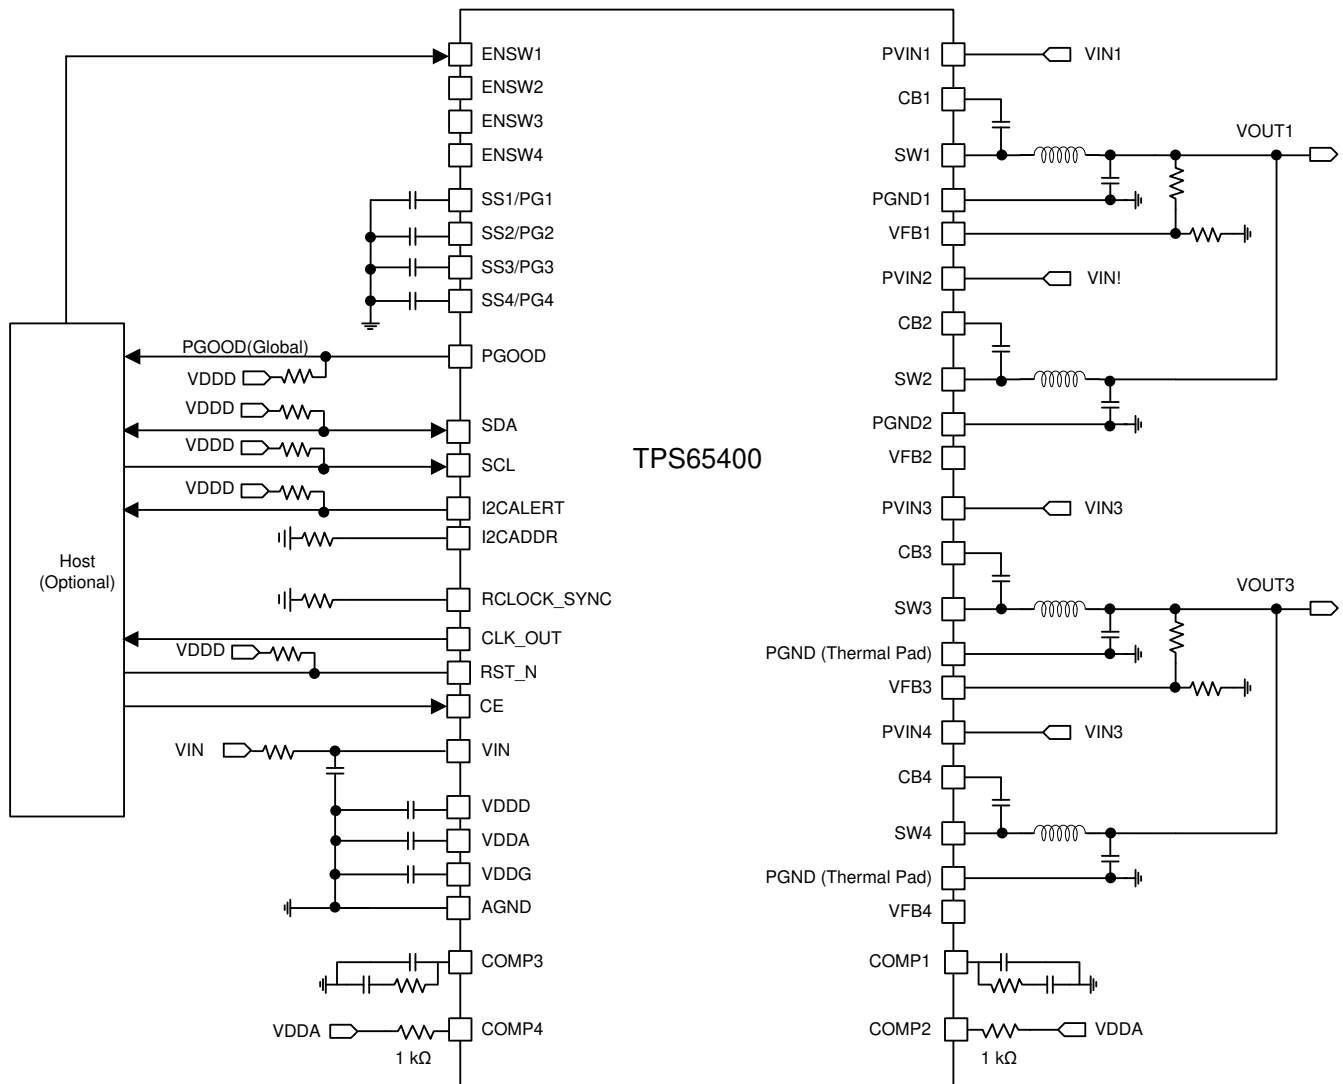 ENSW1
ENSW2
ENSW3
ENSW4
SS1/PG1
SS2/PG2
SS3/PG3
SS4/PG4
PGOOD(Global)
PGOOD
VDDD
VDDD
SDA
VDDD
SCL
VDDD
I2CALERT
I2CADDR
Host
(Optional)
RCLOCK_SYNC
CLK_OUT
VDDD
RST_N
CE
VIN
VIN
VDDD
VDDA
VDDG
AGND
COMP3
VDDA
COMP4
1 kΩ
TPS65400
PVIN1
VIN1
CB1
VOUT1
SW1
PGND1
VFB1
PVIN2
VIN!
CB2
SW2
PGND2
VFB2
PVIN3
VIN3
CB3
VOUT3
SW3
PGND (Thermal Pad)
VFB3
PVIN4
VIN3
CB4
SW4
PGND (Thermal Pad)
VFB4
COMP1
COMP2
VDDA
1 kΩ